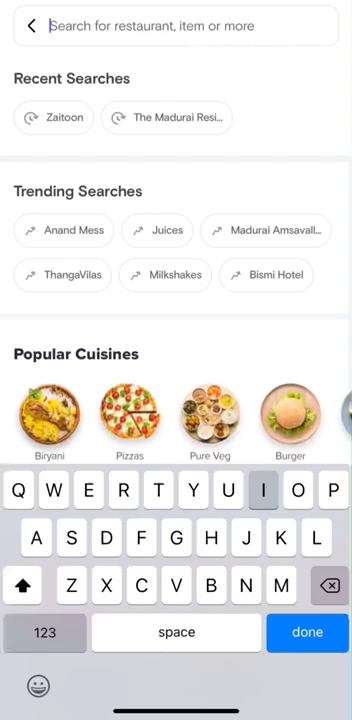 Search for restaurant, item or more
Recent Searches
Zaitoon The Madurai Resi...
Trending Searches
Anand Mess Juices Madurai Amsavall...
ThangaVilas Milkshakes Bismi Hotel
Popular Cuisines
Biryani Pizzas Pure Veg Burger
Q W E R T Y U I O P
A S D F G H J K L
Z X C V B N M
123 space done